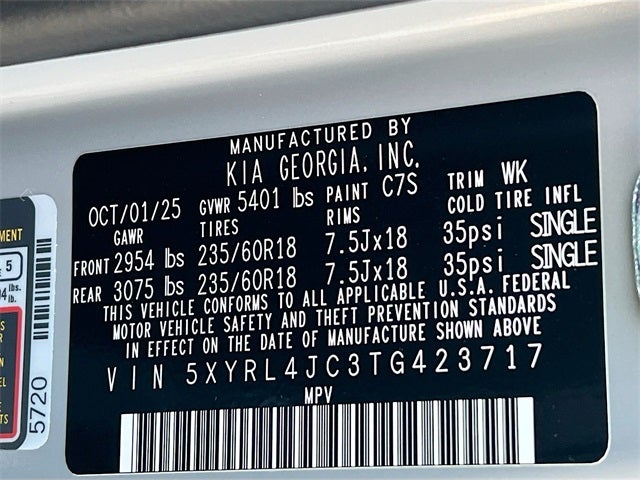 MANUFACTURED BY
KIA GEORGIA, INC.
OCT/01/25 GVWR 5401 lbs PAINT C7S TRIM WK
GAWR TIRES RIMS COLD TIRE INFL
FRONT 2954 lbs 235/60R18 7.5Jx18 35psi SINGLE
REAR 3075 lbs 235/60R18 7.5Jx18 35psi SINGLE
THIS VEHICLE CONFORMS TO ALL APPLICABLE U.S.A. FEDERAL
MOTOR VEHICLE SAFETY AND THEFT PREVENTION STANDARDS
IN EFFECT ON THE DATE OF MANUFACTURE SHOWN ABOVE
VIN 5XYRL4JC3TG423717
MPV
5
lb.
5720